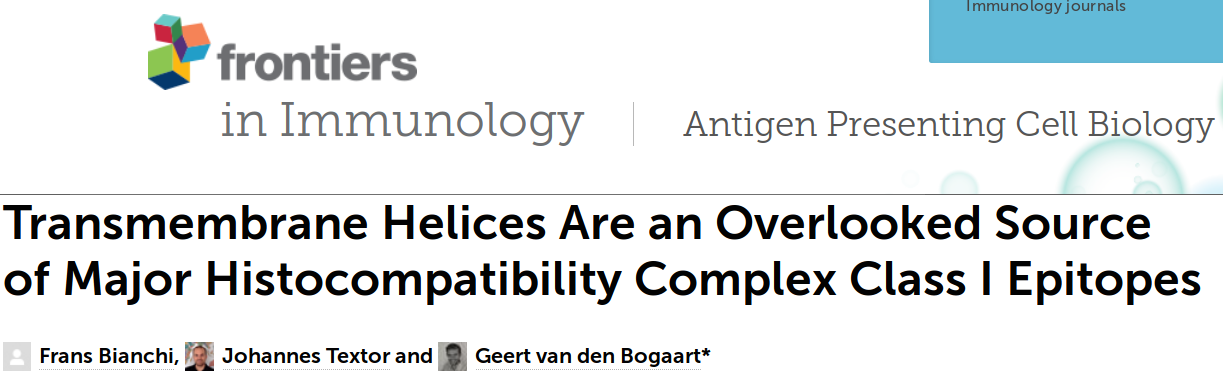 Immunology journals
frontiers
in Immunology
Antigen Presenting Cell Biology
Transmembrane Helices Are an Overlooked Source
of Major Histocompatibility Complex Class I Epitopes
Frans Bianchi, Johannes Textor and Geert van den Bogaart*